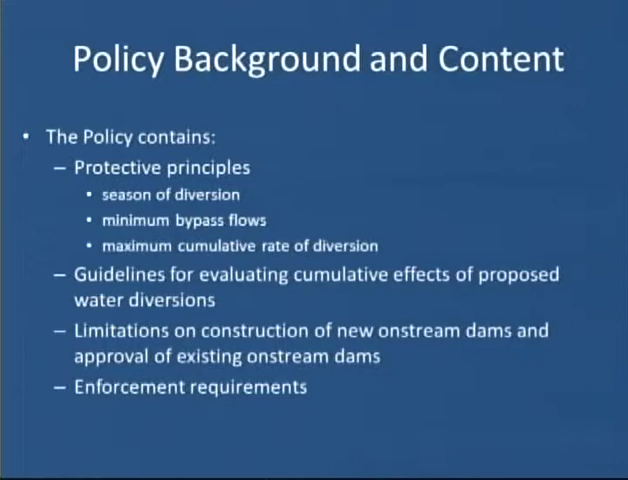 Policy Background and Content
• The Policy contains:
– Protective principles
• season of diversion
• minimum bypass flows
• maximum cumulative rate of diversion
– Guidelines for evaluating cumulative effects of proposed
water diversions
– Limitations on construction of new onstream dams and
approval of existing onstream dams
– Enforcement requirements